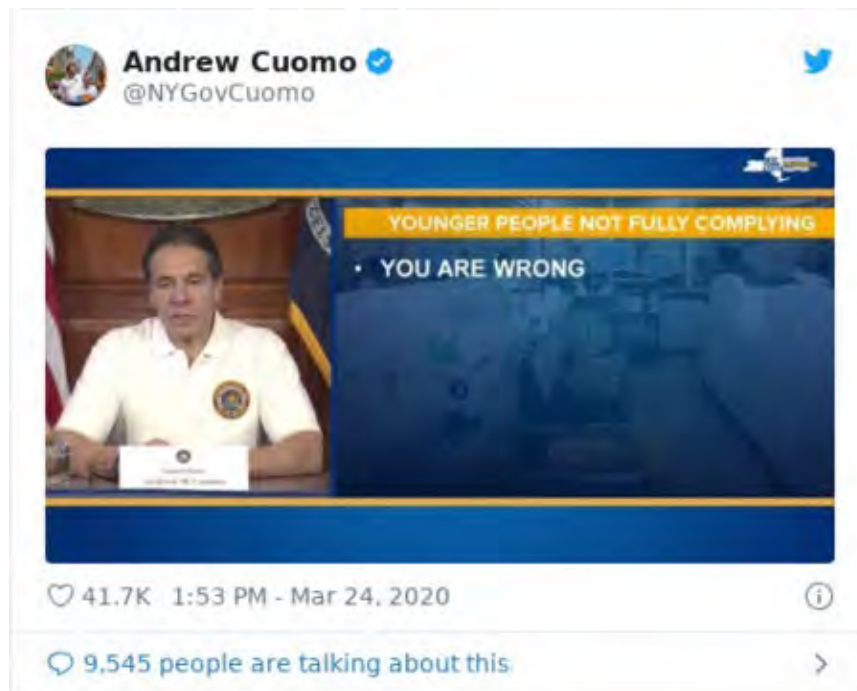 Andrew Cuomo
@NYGovCuomo
YOUNGER PEOPLE NOT FULLY COMPLYING
• YOU ARE WRONG
41.7K 1:53 PM - Mar 24, 2020
9,545 people are talking about this